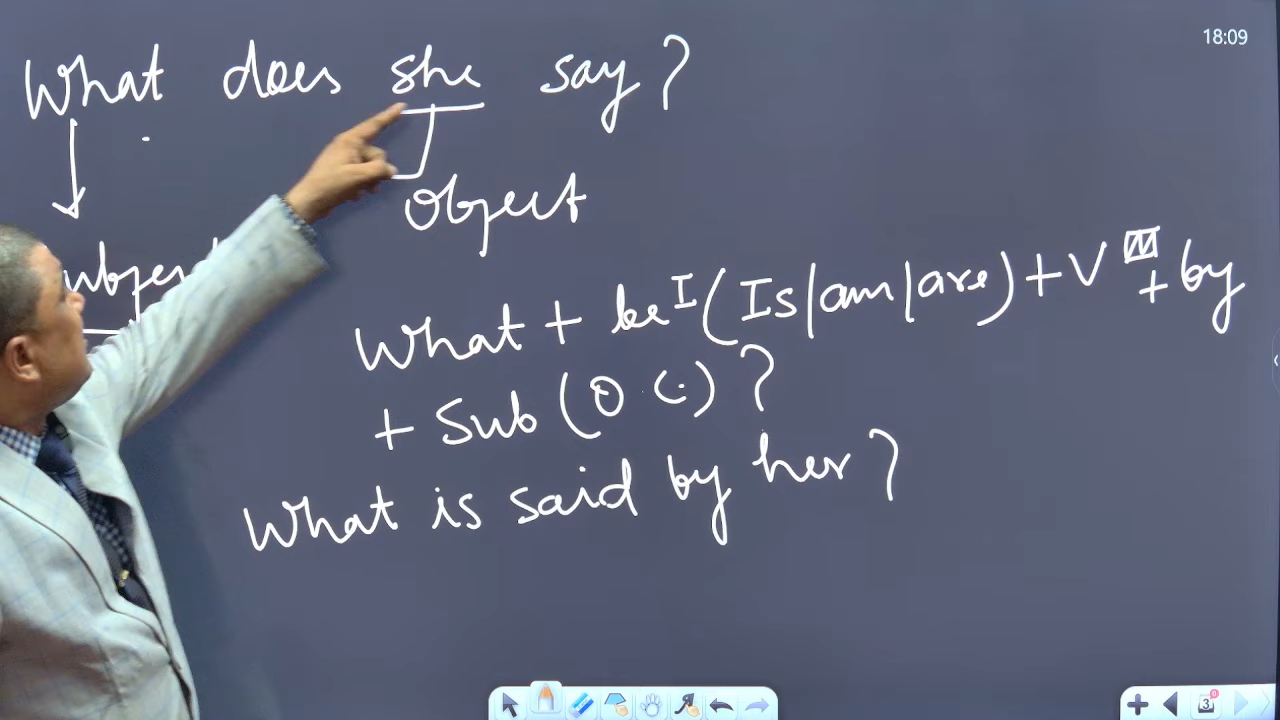 18:09
What does she say?
object
What + be I (Is/am/are) + V III + by
+ Sub (O C)?
What is said by her?
3